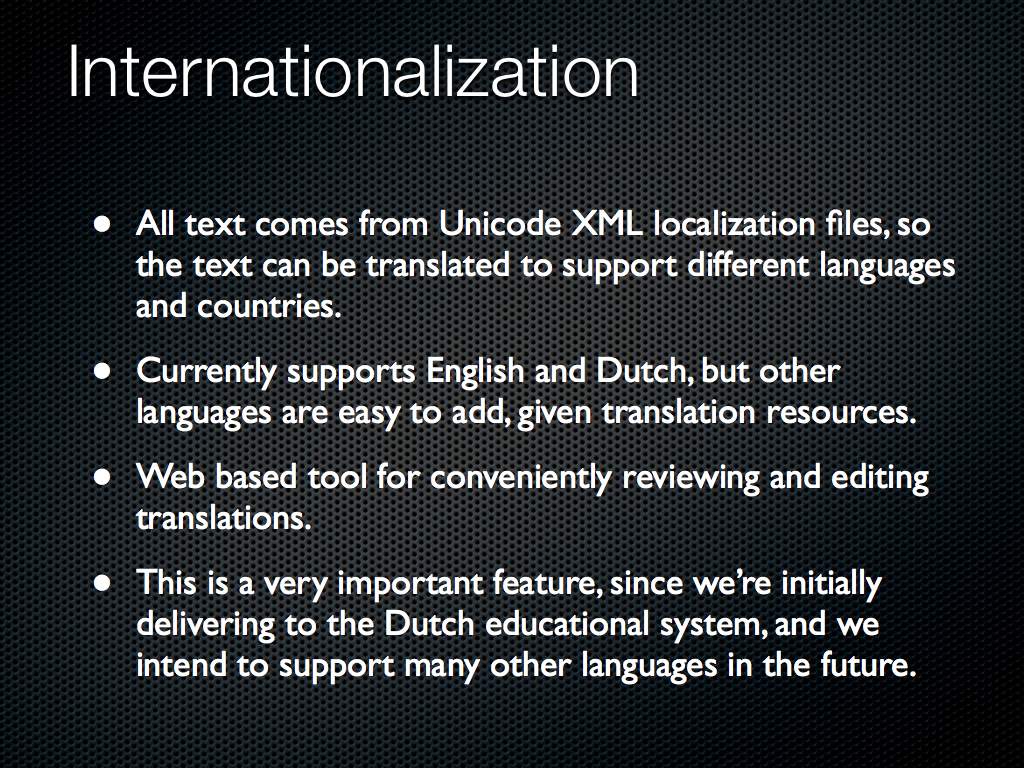 Internationalization
• All text comes from Unicode XML localization files, so
the text can be translated to support different languages
and countries.
• Currently supports English and Dutch, but other
languages are easy to add, given translation resources.
• Web based tool for conveniently reviewing and editing
translations.
• This is a very important feature, since we’re initially
delivering to the Dutch educational system, and we
intend to support many other languages in the future.